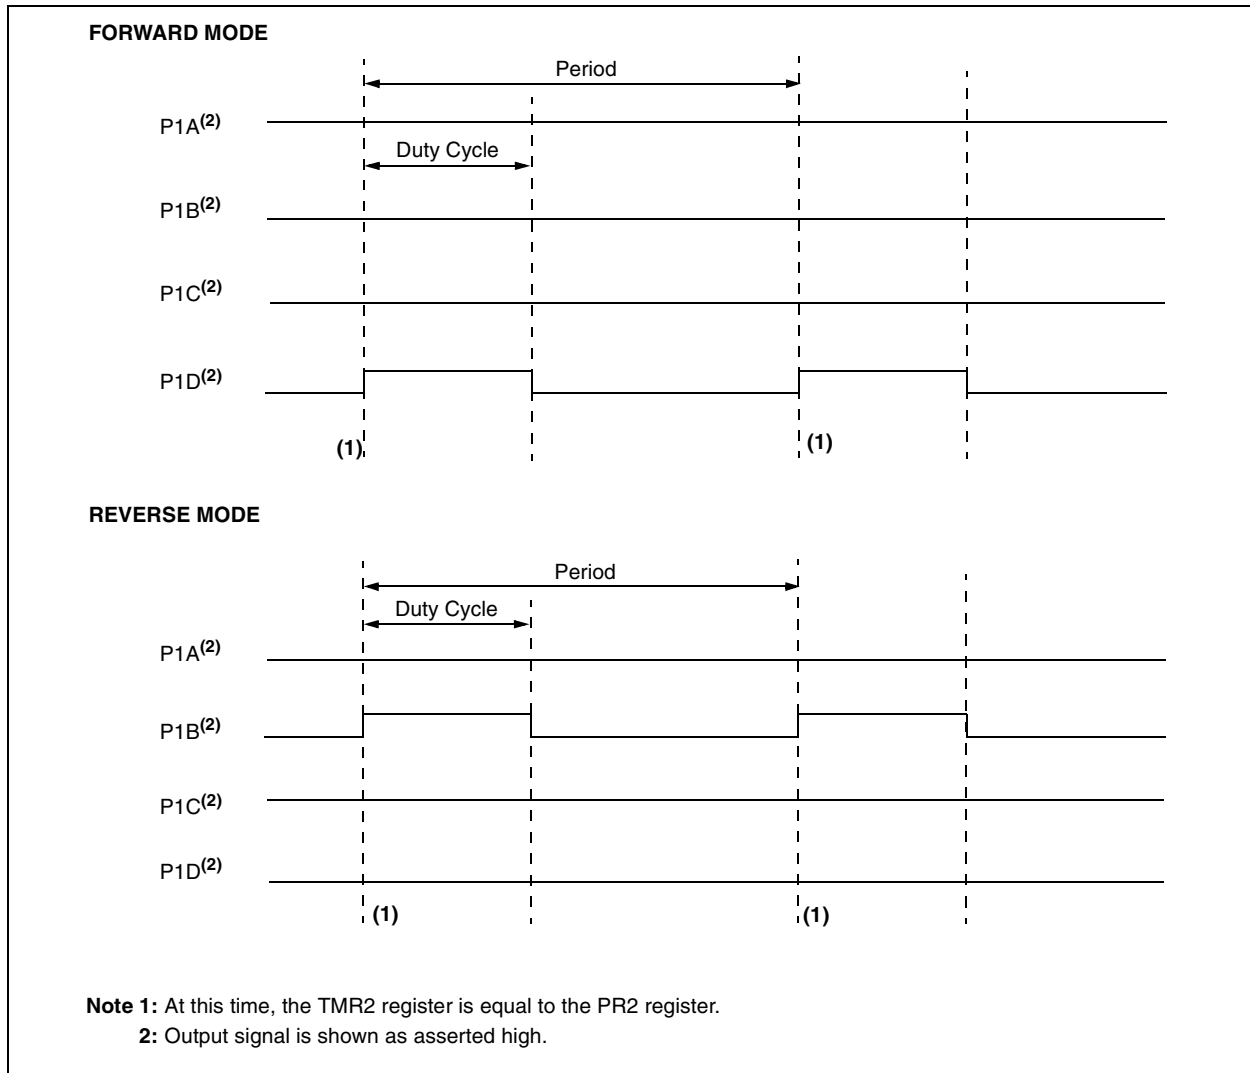 FORWARD MODE
Period
P1A(2)
Duty Cycle
P1B(2)
P1C(2)
P1D(2)
(1)
(1)
REVERSE MODE
Period
Duty Cycle
P1A(2)
P1B(2)
P1C(2)
P1D(2)
(1)
(1)
Note 1: At this time, the TMR2 register is equal to the PR2 register.
2: Output signal is shown as asserted high.